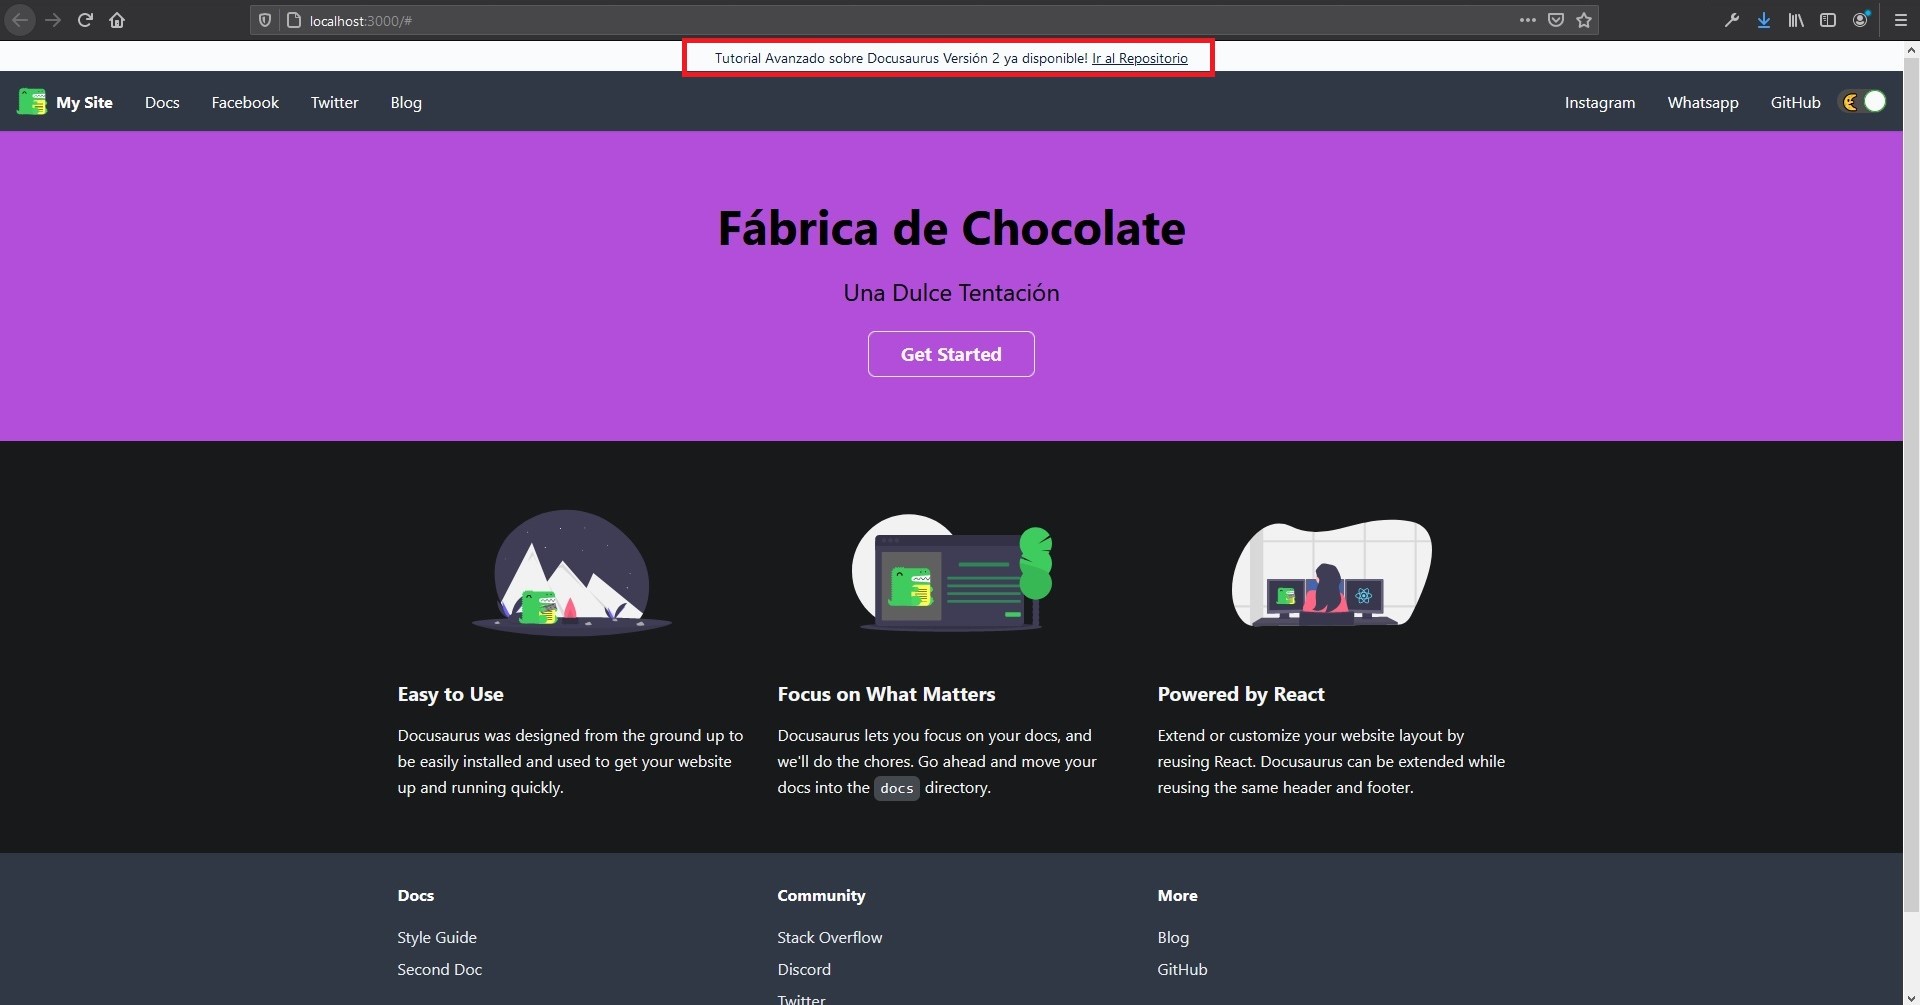 localhost:3000/#
Tutorial Avanzado sobre Docusaurus Versión 2 ya disponible! Ir al Repositorio
My Site Docs Facebook Twitter Blog Instagram Whatsapp GitHub
Fábrica de Chocolate
Una Dulce Tentación
Get Started
Easy to Use
Docusaurus was designed from the ground up to
be easily installed and used to get your website
up and running quickly.
Focus on What Matters
Docusaurus lets you focus on your docs, and
we'll do the chores. Go ahead and move your
docs into the docs directory.
Powered by React
Extend or customize your website layout by
reusing React. Docusaurus can be extended while
reusing the same header and footer.
Docs
Style Guide
Second Doc
Community
Stack Overflow
Discord
Twitter
More
Blog
GitHub